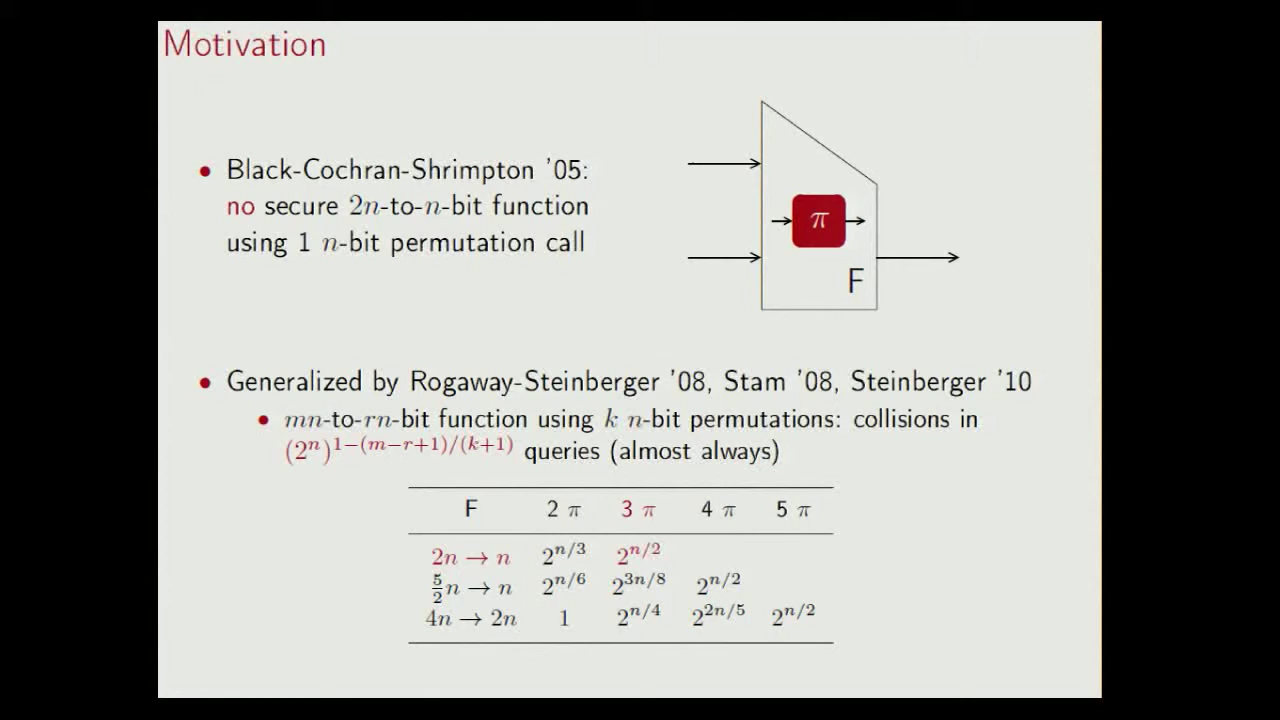 Motivation
• Black-Cochran-Shrimpton '05:
no secure 2n-to-n-bit function
using 1 n-bit permutation call
π
F
• Generalized by Rogaway-Steinberger '08, Stam '08, Steinberger '10
• mn-to-rn-bit function using k n-bit permutations: collisions in
(2^n)^{1−(m−r+1)/(k+1)} queries (almost always)
F 2 π 3 π 4 π 5 π
2n → n 2^{n/3} 2^{n/2}
5/2 n → n 2^{n/6} 2^{3n/8} 2^{n/2}
4n → 2n 1 2^{n/4} 2^{2n/5} 2^{n/2}